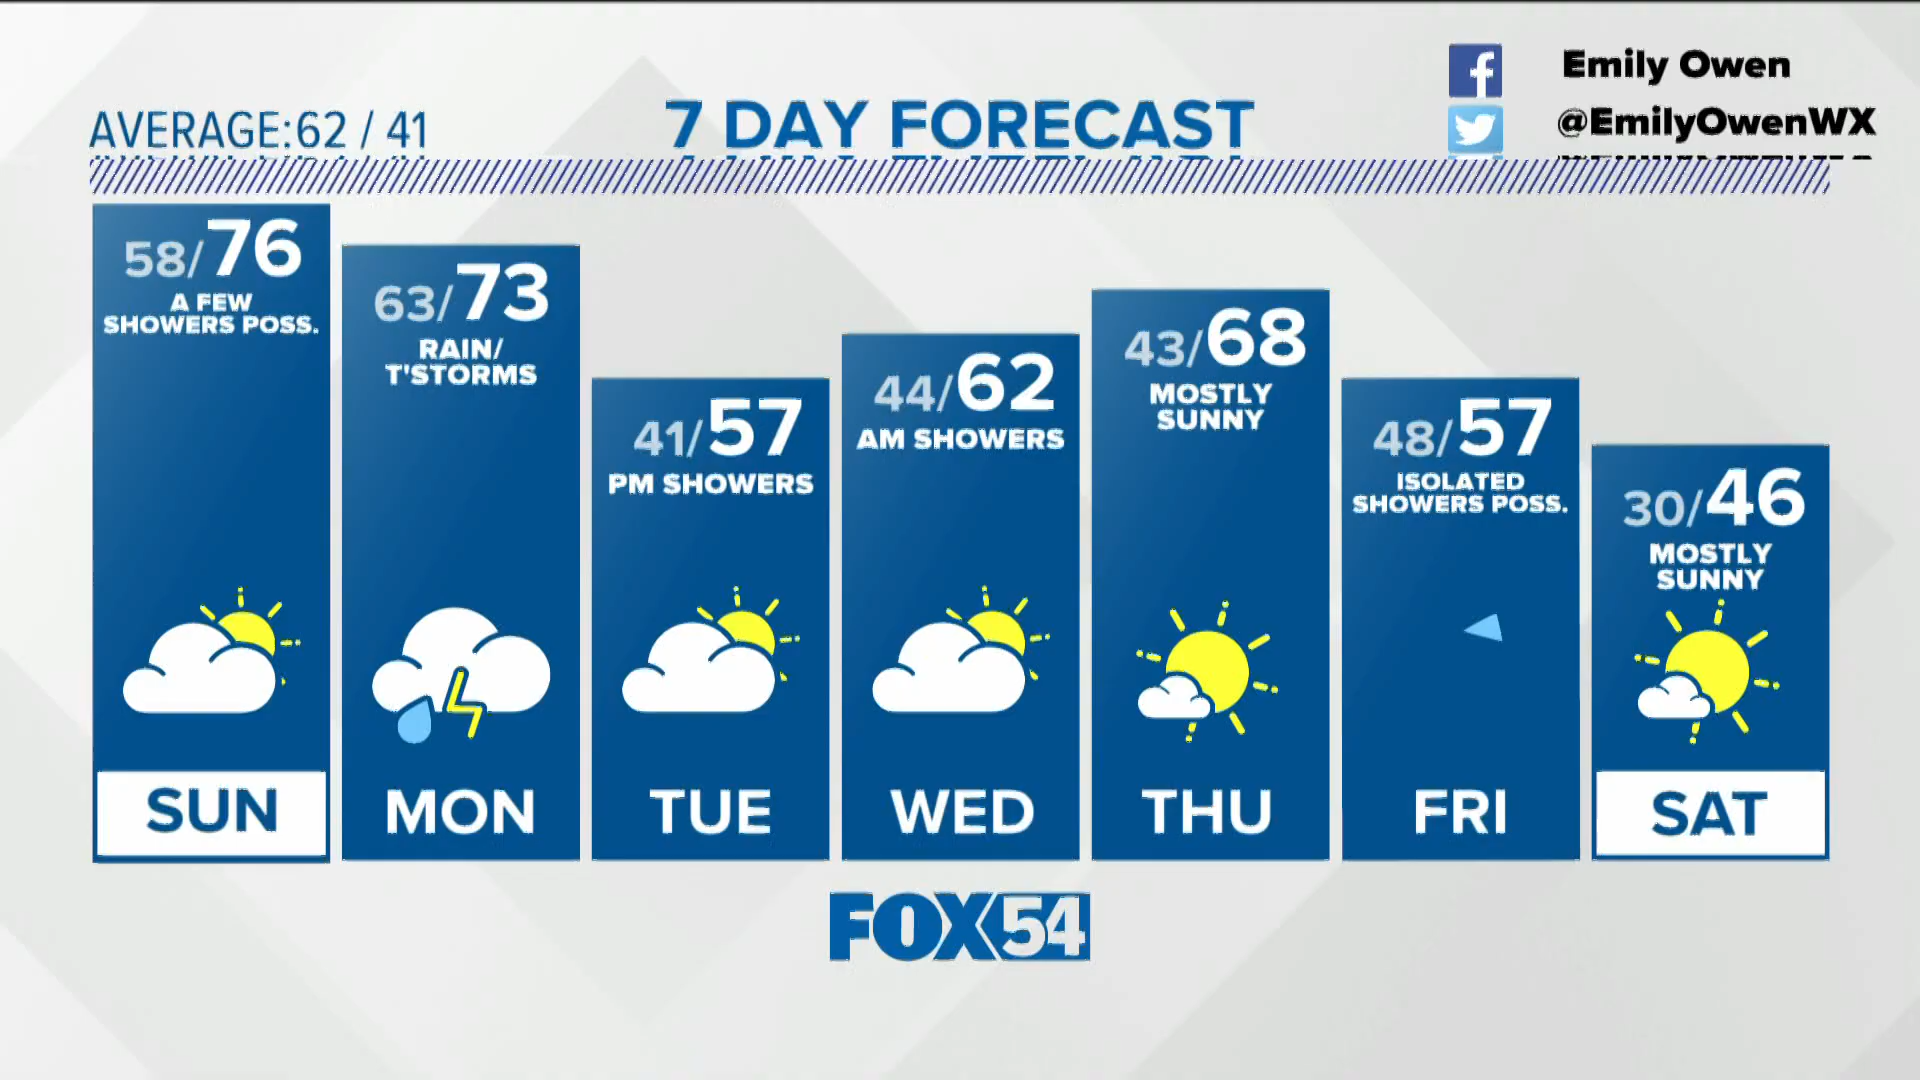 Emily Owen
AVERAGE:62 / 41
7 DAY FORECAST
@EmilyOwenWX
58/76
A FEW
SHOWERS POSS.
SUN
63/73
RAIN/
T'STORMS
MON
41/57
PM SHOWERS
TUE
44/62
AM SHOWERS
WED
43/68
MOSTLY
SUNNY
THU
48/57
ISOLATED
SHOWERS POSS.
FRI
30/46
MOSTLY
SUNNY
SAT
FOX54